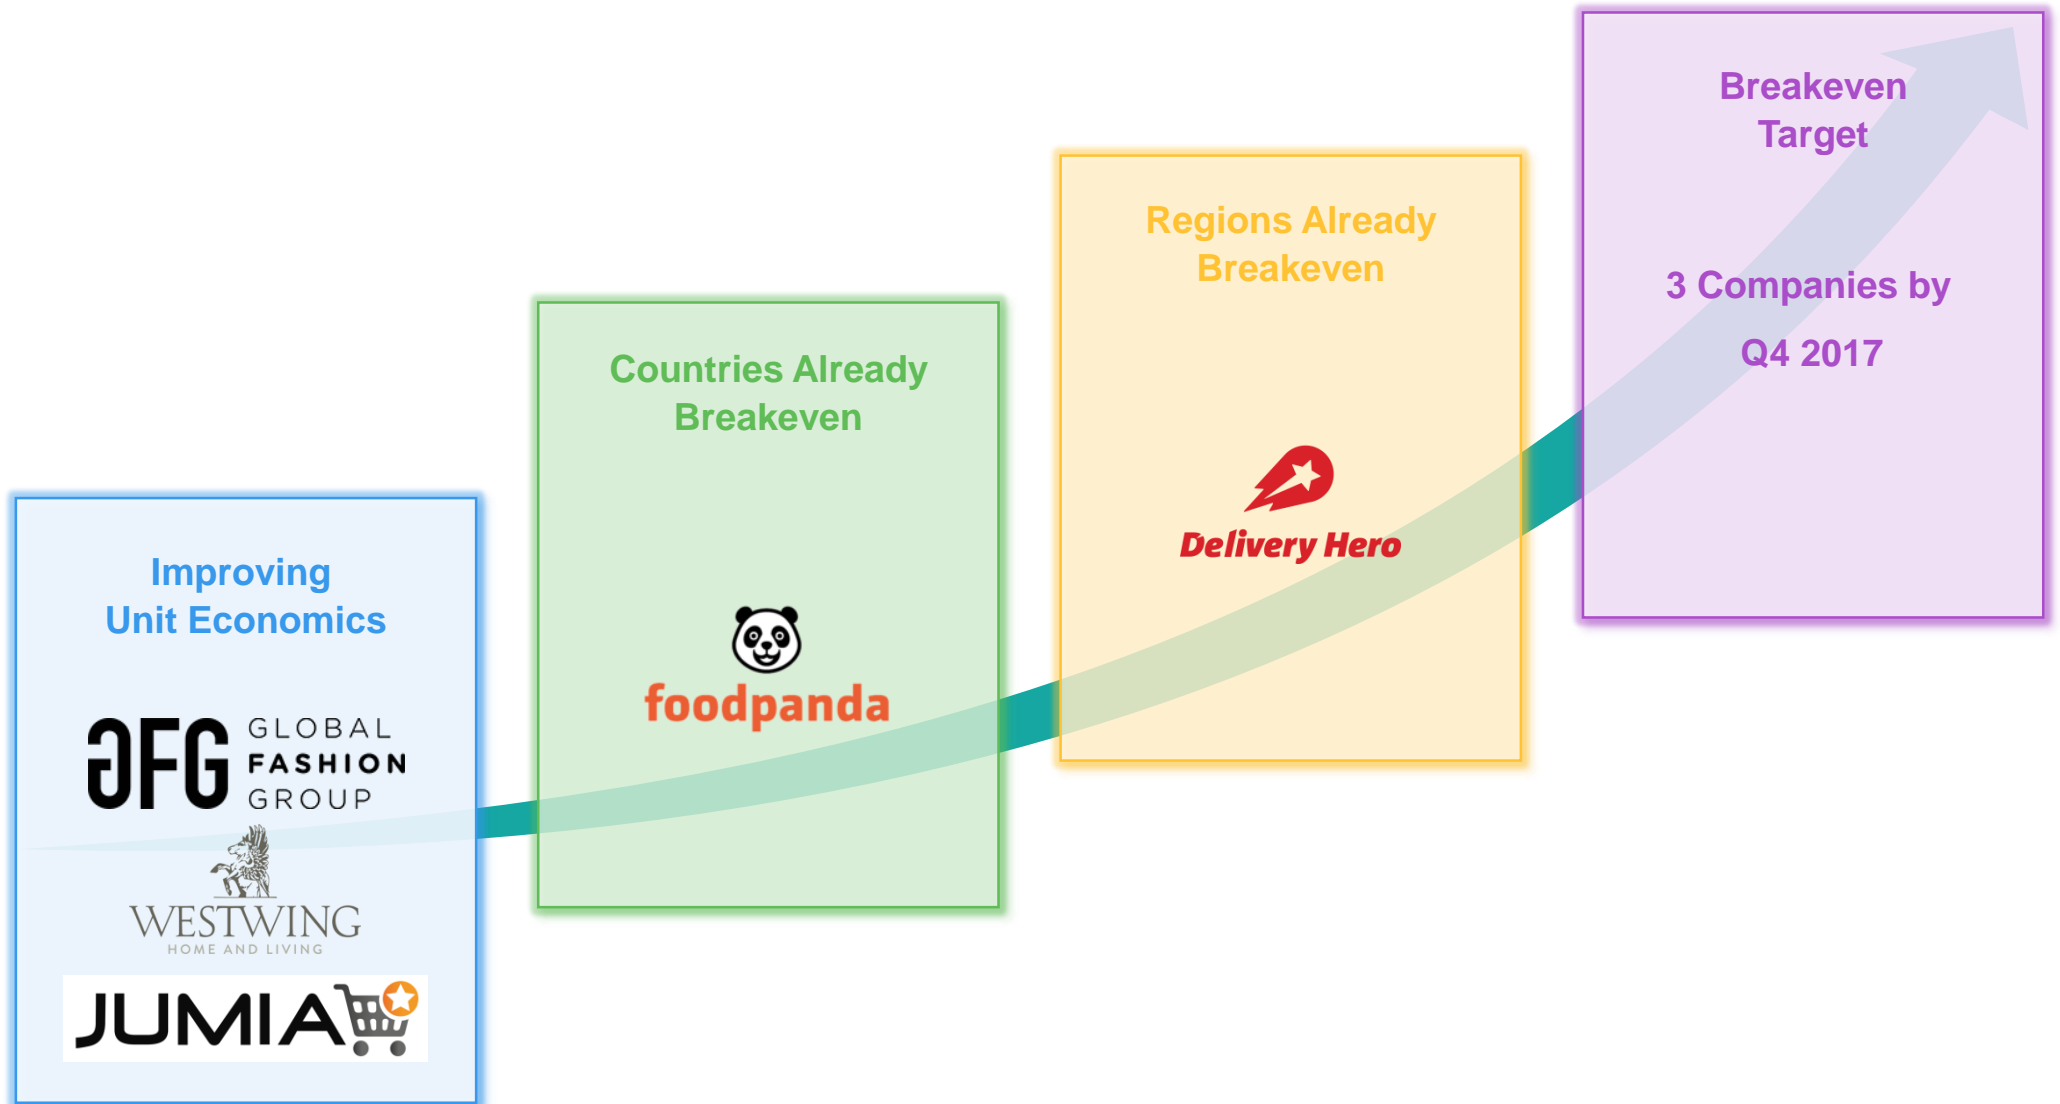 Improving
Unit Economics
GFG
GLOBAL
FASHION
GROUP
WESTWING
HOME AND LIVING
JUMIA
Countries Already
Breakeven
foodpanda
Regions Already
Breakeven
Delivery Hero
Breakeven
Target
3 Companies by
Q4 2017